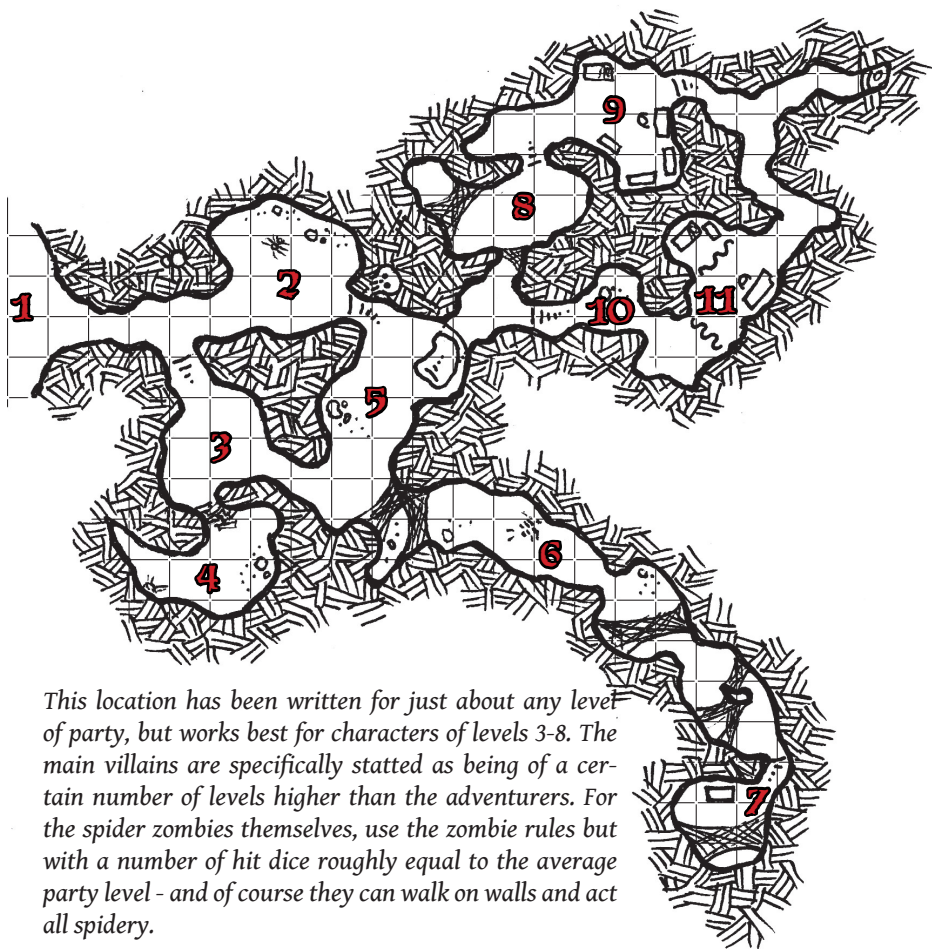 9
8
2
1
10
11
5
3
6
4
7
This location has been written for just about any level
of party, but works best for characters of levels 3-8. The
main villains are specifically statted as being of a cer-
tain number of levels higher than the adventurers. For
the spider zombies themselves, use the zombie rules but
with a number of hit dice roughly equal to the average
party level - and of course they can walk on walls and act
all spidery.